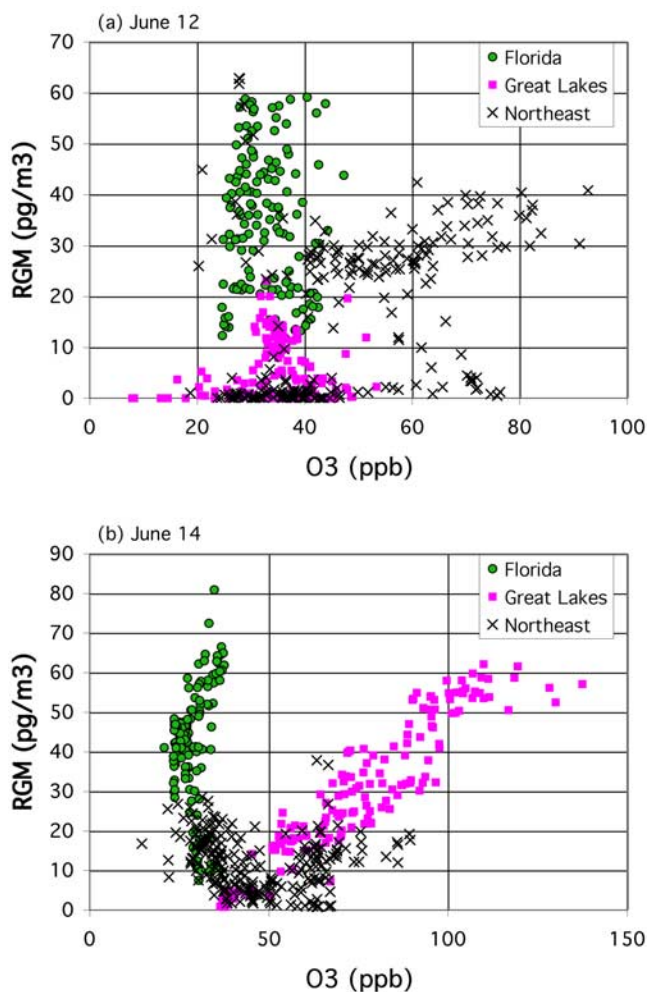 (a) June 12
70
60
50
40
30
20
10
0
RGM (pg/m3)
Florida
Great Lakes
Northeast
0 20 40 60 80 100
O3 (ppb)
(b) June 14
90
80
70
60
50
40
30
20
10
0
RGM (pg/m3)
Florida
Great Lakes
Northeast
0 50 100 150
O3 (ppb)